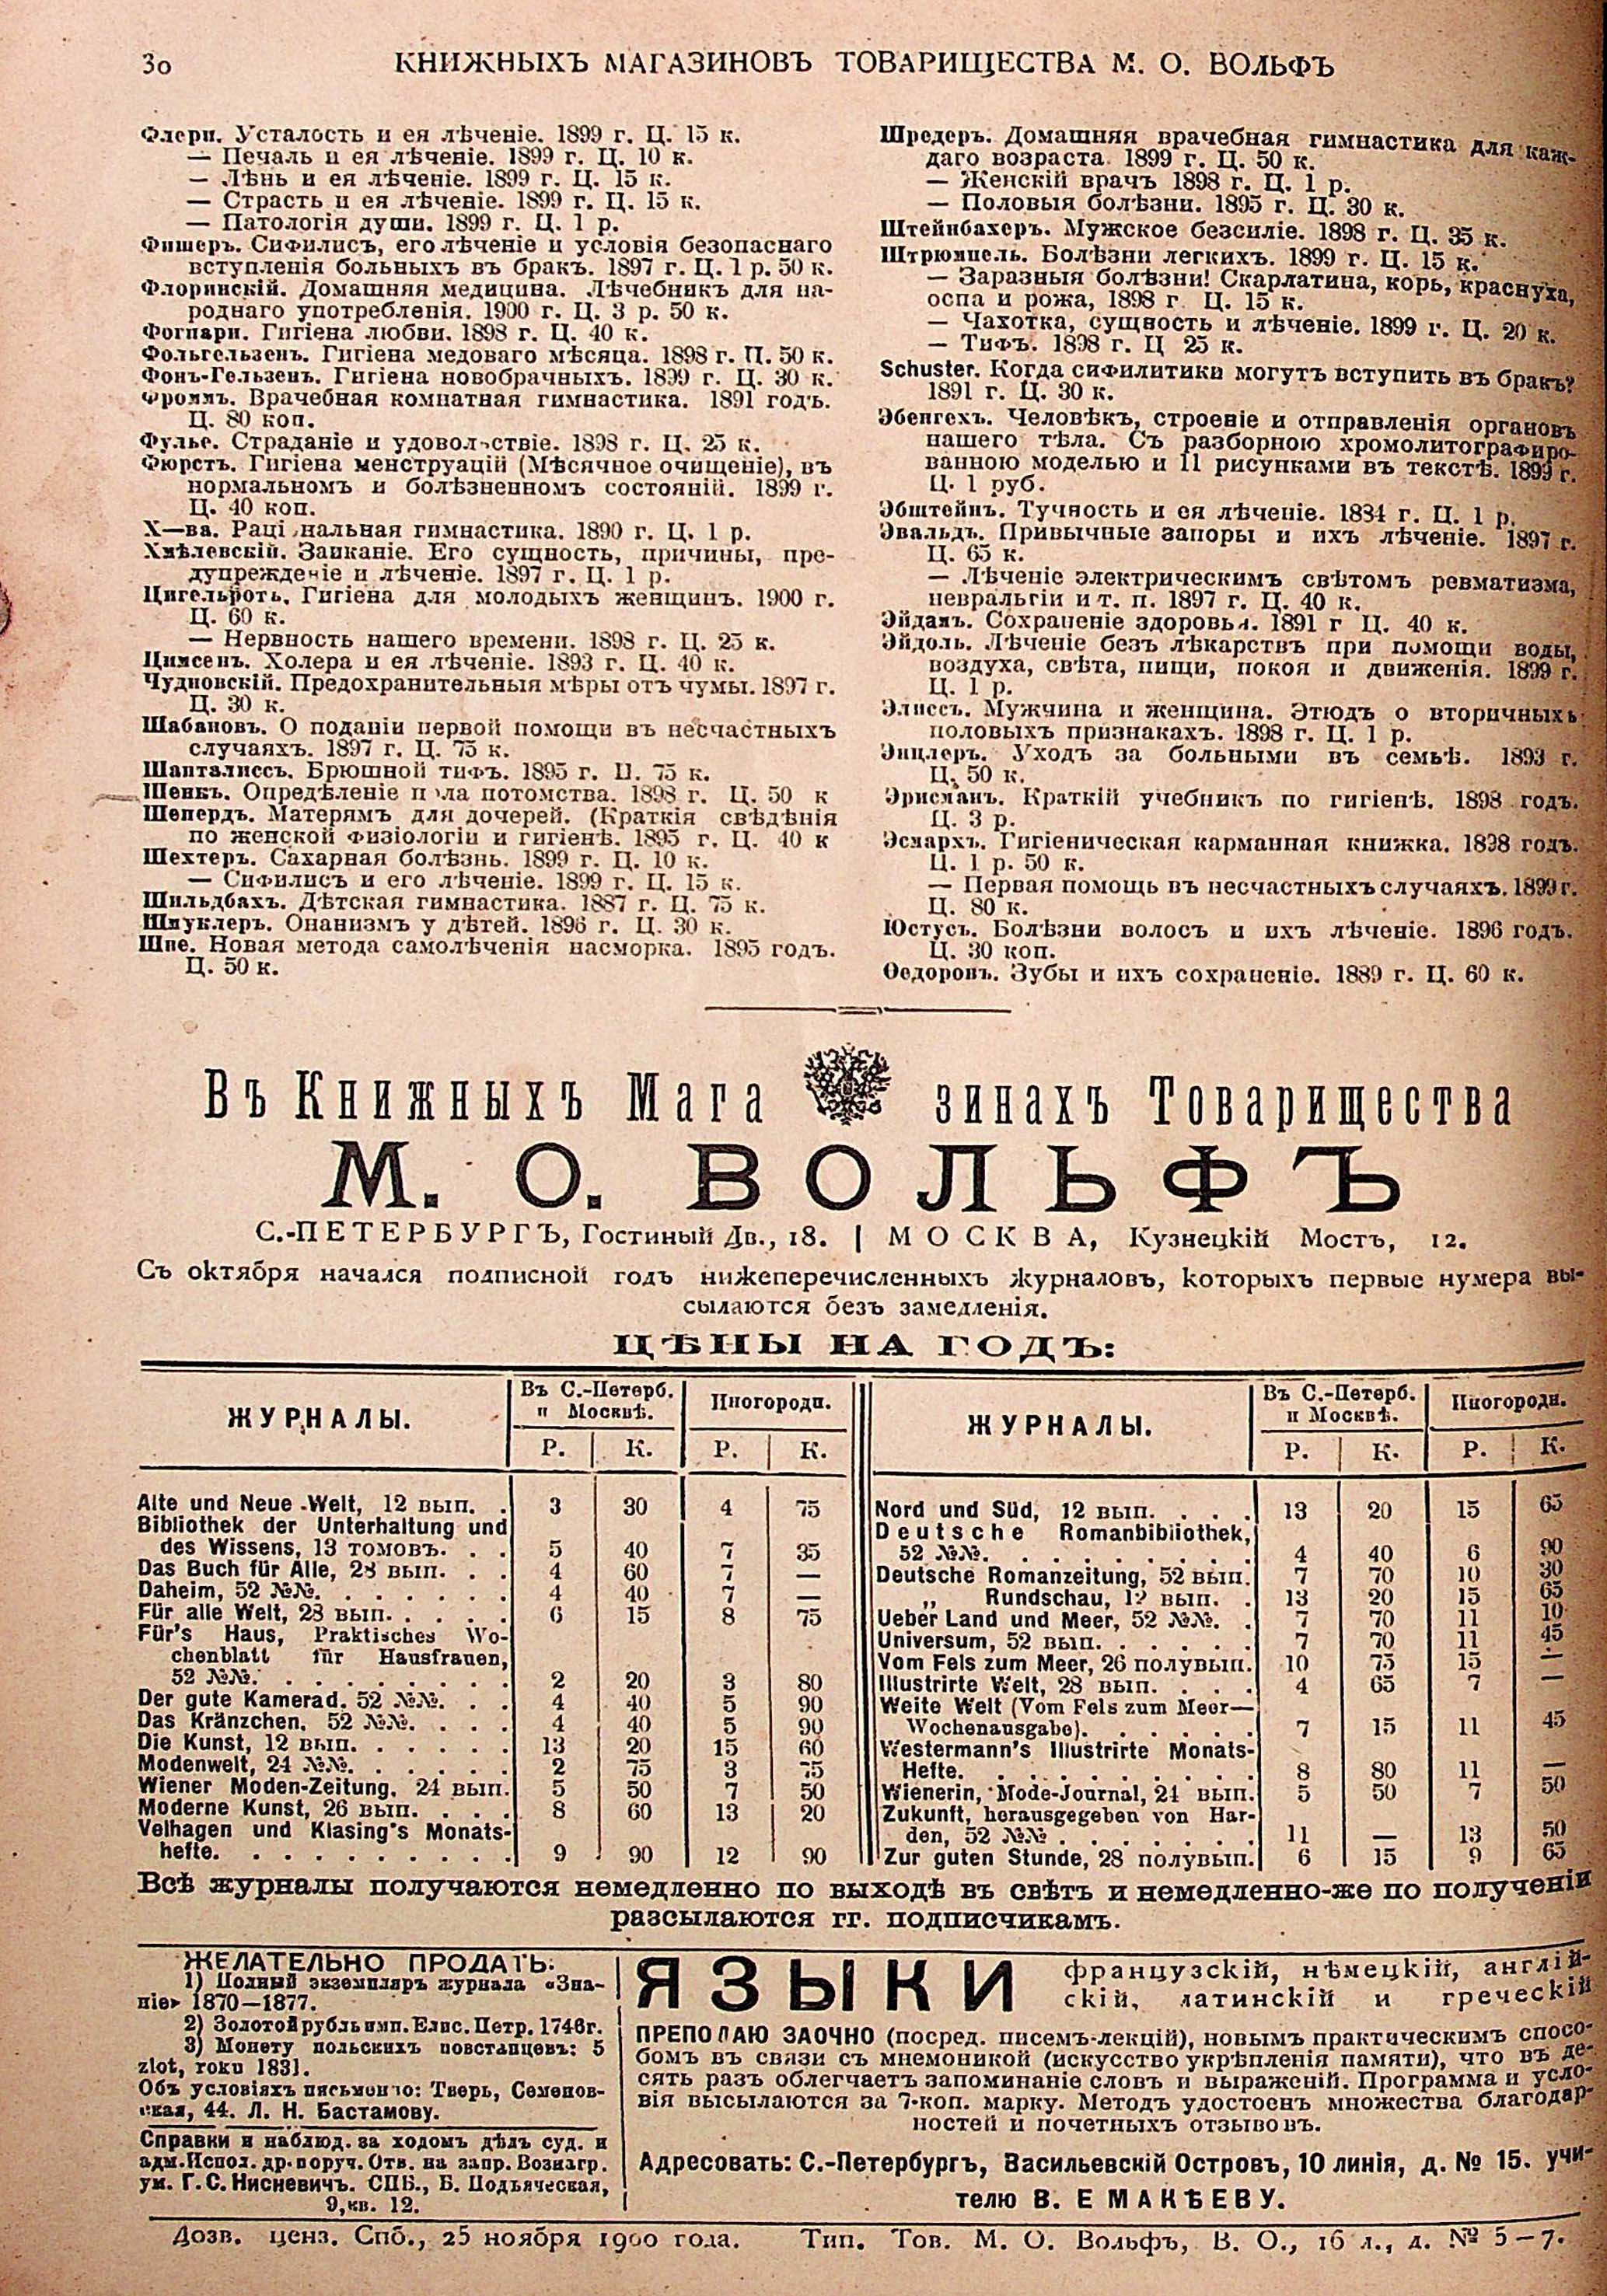 30
КНИЖНЫХЪ МАГАЗИНОВЪ ТОВАРИЩЕСТВА М. О. ВОЛЬФЪ
Флери. Усталость и ея лѣченіе. 1899 г. Ц. 15 к.
— Печаль и ея лѣченіе. 1899 г. Ц. 10 к.
— Лѣнь и ея лѣченіе. 1899 г. Ц. 15 к.
— Страсть и ея лѣченіе. 1899 г. Ц. 15 к.
— Патологія души. 1899 г. Ц. 1 р.
Фишеръ. Сифилисъ, его лѣченіе и условія безопаснаго
вступленія больныхъ въ бракъ. 1897 г. Ц. 1 р. 50 к.
Флоринскій. Домашняя медицина. Лѣчебникъ для на-
роднаго употребленія. 1900 г. Ц. 3 р. 50 к.
Фогпари. Гигіена любви. 1898 г. Ц. 40 к.
Фольгельзенъ. Гигіена медоваго мѣсяца. 1898 г. П. 50 к.
Фонъ-Гельзенъ. Гигіена новобрачныхъ. 1899 г. Ц. 30 к.
Фроммъ. Врачебная комнатная гимнастика. 1891 годъ.
Ц. 80 коп.
Фулье. Страданіе и удовольствіе. 1898 г. Ц. 25 к.
Фюрстъ. Гигіена менструацій (Мѣсячное очищеніе), въ
нормальномъ и болѣзненномъ состояній. 1899 г.
Ц. 40 коп.
Х—ва. Раці нальная гимнастика. 1890 г. Ц. 1 р.
Хмѣлевскій. Заиканіе. Его сущность, причины, пре-
дупрежденіе и лѣченіе. 1897 г. Ц. 1 р.
Цигельротъ. Гигіена для молодыхъ женщинъ. 1900 г.
Ц. 60 к.
— Нервность нашего времени. 1898 г. Ц. 25 к.
Цимсенъ. Холера и ея лѣченіе. 1893 г. Ц. 40 к.
Чудновскій. Предохранительныя мѣры отъ чумы. 1897 г.
Ц. 30 к.
Шабановъ. О поданіи первой помощи въ несчастныхъ
случаяхъ. 1897 г. Ц. 75 к.
Шанталиссъ. Брюшной тифъ. 1895 г. Ц. 75 к.
Шенкъ. Опредѣленіе пола потомства. 1898 г. Ц. 50 к
Шепердъ. Матерямъ для дочерей. (Краткія свѣдѣнія
по женской физіологіи и гигіенѣ. 1895 г. Ц. 40 к
Шехтеръ. Сахарная болѣзнь. 1899 г. Ц. 10 к.
— Сифилисъ и его лѣченіе. 1899 г. Ц. 15 к.
Шильдбахъ. Дѣтская гимнастика. 1887 г. Ц. 75 к.
Шмуклеръ. Онанизмъ у дѣтей. 1896 г. Ц. 30 к.
Шпе. Новая метода самолѣченія насморка. 1895 годъ.
Ц. 50 к.
Шредеръ. Домашняя врачебная гимнастика для каж-
даго возраста. 1899 г. Ц. 50 к.
— Женскій врачъ 1898 г. Ц. 1 р.
— Половыя болѣзни. 1895 г. Ц. 30 к.
Штейнбахеръ. Мужское безсиліе. 1898 г. Ц. 35 к.
Штрюмпель. Болѣзни легкихъ. 1899 г. Ц. 15 к.
— Заразныя болѣзни! Скарлатина, корь, краснуха,
оспа и рожа, 1898 г. Ц. 15 к.
— Чахотка, сущность и лѣченіе. 1899 г. Ц. 20 к.
— Тифъ. 1898 г. Ц 25 к.
Schuster. Когда сифилитики могутъ вступить въ бракъ?
1891 г. Ц. 30 к.
Эбенгехъ. Человѣкъ, строеніе и отправленія органовъ
нашего тѣла. Съ разборною хромолитографиро-
ванною моделью и 11 рисунками въ текстѣ. 1899 г.
Ц. 1 руб.
Эбштейнъ. Тучность и ея лѣченіе. 1884 г. Ц. 1 р.
Эвальдъ. Привычные запоры и ихъ лѣченіе. 1897 г.
Ц. 65 к.
— Лѣченіе электрическимъ свѣтомъ ревматизма,
невральгіи и т. п. 1897 г. Ц. 40 к.
Эйдамъ. Сохраненіе здоровья. 1891 г Ц. 40 к.
Эйдоль. Лѣченіе безъ лѣкарствъ при помощи воды,
воздуха, свѣта, пищи, покоя и движенія. 1899 г.
Ц. 1 р.
Элиссъ. Мужчина и женщина. Этюдъ о вторичныхъ
половыхъ признакахъ. 1898 г. Ц. 1 р.
Энцлеръ. Уходъ за больными въ семьѣ. 1893 г.
Ц. 50 к.
Эрисманъ. Краткій учебникъ по гигіенѣ. 1898 годъ.
Ц. 3 р.
Эсмархъ. Гигіеническая карманная книжка. 1898 годъ.
Ц. 1 р. 50 к.
— Первая помощь въ несчастныхъ случаяхъ. 1899 г.
Ц. 80 к.
Юстусъ. Болѣзни волосъ и ихъ лѣченіе. 1896 годъ.
Ц. 30 коп.
Ѳедоровъ. Зубы и ихъ сохраненіе. 1889 г. Ц. 60 к.
Въ Книжныхъ Мага зинахъ Товарищества
М. О. ВОЛЬФЪ
С.-ПЕТЕРБУРГЪ, Гостиный Дв., 18. | МОСКВА, Кузнецкій Мостъ, 12.
Съ октября начался подписной годъ нижеперечисленныхъ журналовъ, которыхъ первые нумера вы-
сылаются безъ замедленія.
ЦѢНЫ НА ГОДЪ:
ЖУРНАЛЫ. Въ С.-Петерб. и Москвѣ. Иногородн.
Р. К. Р. К.
Alte und Neue Welt, 12 вып. . 3 30 4 75
Bibliothek der Unterhaltung und
des Wissens, 13 томовъ. . . 5 40 7 35
Das Buch für Alle, 28 вып. . . 4 60 7 —
Daheim, 52 №№. . . . . . . 4 40 7 —
Für alle Welt, 28 вып. . . . . 6 15 8 75
Für's Haus, Praktisches Wo-
chenblatt für Hausfrauen,
52 №№. . . . . . . . . 2 20 3 80
Der gute Kamerad. 52 №№. . . 4 40 5 90
Das Kränzchen. 52 №№. . . . 4 40 5 90
Die Kunst, 12 вып. . . . . . 13 20 15 60
Modenwelt, 24 №№. . . . . . 2 75 3 75
Wiener Moden-Zeitung. 24 вып. 5 50 7 50
Moderne Kunst, 26 вып. . . . 8 60 13 20
Velhagen und Klasing's Monats-
hefte. . . . . . . . . . 9 90 12 90
ЖУРНАЛЫ. Въ С.-Петерб. и Москвѣ. Иногородн.
Р. К. Р. К.
Nord und Süd, 12 вып. . . . 13 20 15 65
Deutsche Romanbibliothek,
52 №№. . . . . . . . . 4 40 6 90
Deutsche Romanzeitung, 52 вып. 7 70 10 30
„ Rundschau, 12 вып. . 13 20 15 65
Ueber Land und Meer, 52 №№. . 7 70 11 10
Universum, 52 вып. . . . . . 7 70 11 45
Vom Fels zum Meer, 26 полувып. 10 75 15 —
Illustrirte Welt, 28 вып. . . . 4 65 7 —
Weite Welt (Vom Fels zum Meer—
Wochenausgabe). . . . . . 7 15 11 45
Westermann's Illustrirte Monats-
Hefte. . . . . . . . . . 8 80 11 —
Wienerin, Mode-Journal, 24 вып. 5 50 7 50
Zukunft, herausgegeben von Har-
den, 52 №№ . . . . . . . 11 — 13 50
Zur guten Stunde, 28 полувып. 6 15 9 65
Всѣ журналы получаются немедленно по выходѣ въ свѣтъ и немедленно-же по полученіи
разсылаются гг. подписчикамъ.
ЖЕЛАТЕЛЬНО ПРОДАТЬ:
1) Полный экземпляръ журнала «Зна-
ніе» 1870—1877.
2) Золотой рубль имп. Елис. Петр. 1746 г.
3) Монету польскихъ повстанцевъ: 5
zlot, roku 1831.
Объ условіяхъ письменно: Тверь, Семенов-
ская, 44. Л. Н. Бастамову.
Справки и наблюд. за ходомъ дѣлъ суд. и
адм. Испол. др. поруч. Отв. на запр. Вознагр.
ум. Г. С. Нисневичъ. СПБ., Б. Подьяческая,
9, кв. 12.
ЯЗЫКИ французскій, нѣмецкій, англій-
скій, латинскій и греческій
ПРЕПОДАЮ ЗАОЧНО (посред. писемъ-лекцій), новымъ практическимъ спосо-
бомъ въ связи съ мнемоникой (искусство укрѣпленія памяти), что въ де-
сять разъ облегчаетъ запоминаніе словъ и выраженій. Программа и усло-
вія высылаются за 7-коп. марку. Методъ удостоенъ множества благодар-
ностей и почетныхъ отзывовъ.
Адресовать: С.-Петербургъ, Васильевскій Островъ, 10 линія, д. № 15. учи-
телю В. Е МАКѢЕВУ.
Дозв. ценз. Спб., 25 ноября 1900 года. Тип. Тов. М. О. Вольфъ, В. О., 16 л., д. № 5—7.